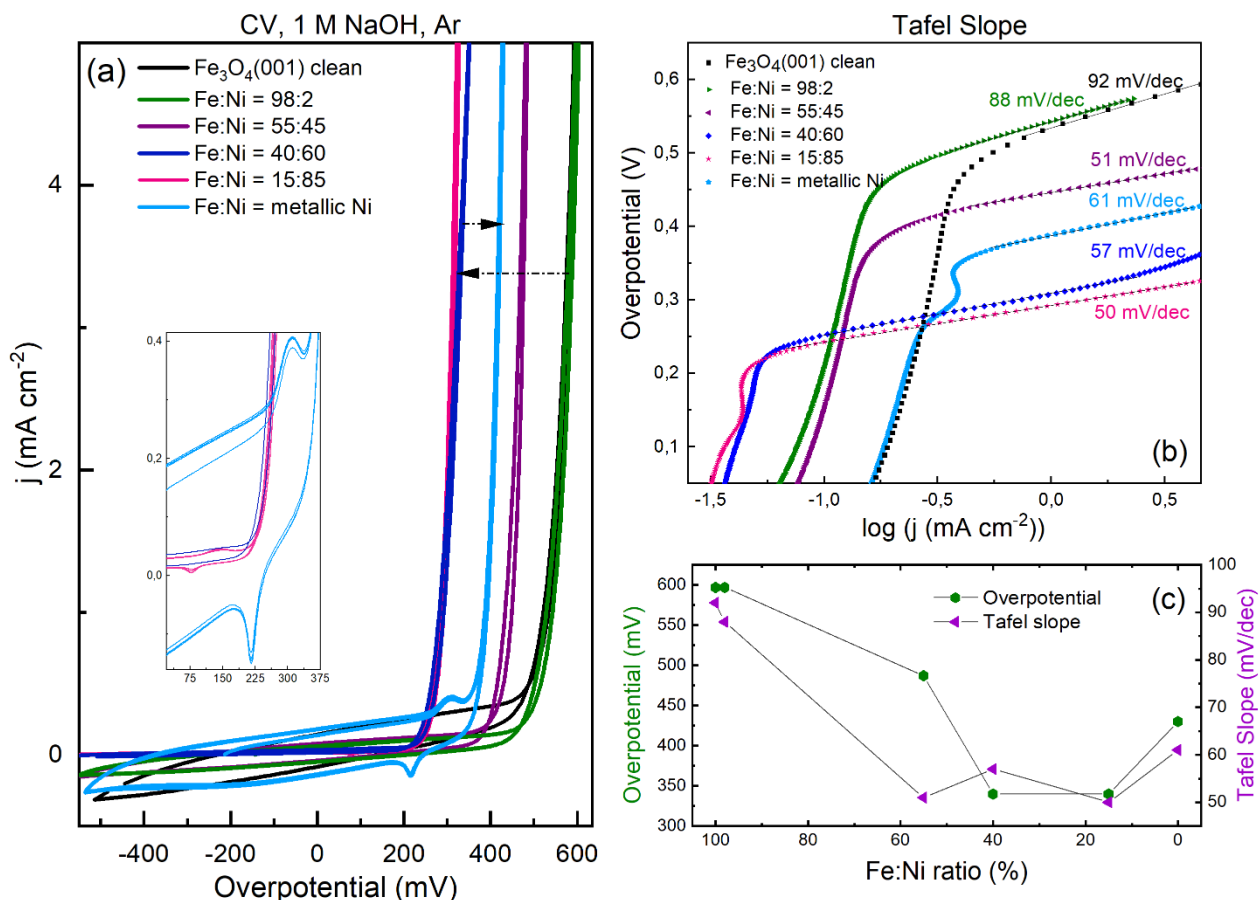 CV, 1 M NaOH, Ar
(a)
Fe3O4(001) clean
Fe:Ni = 98:2
Fe:Ni = 55:45
Fe:Ni = 40:60
Fe:Ni = 15:85
Fe:Ni = metallic Ni
j (mA cm-2)
4
2
0
-400
-200
0
200
400
600
Overpotential (mV)
0,4
0,2
0,0
75
150
225
300
375
Tafel Slope
Fe3O4(001) clean
Fe:Ni = 98:2
Fe:Ni = 55:45
Fe:Ni = 40:60
Fe:Ni = 15:85
Fe:Ni = metallic Ni
92 mV/dec
88 mV/dec
51 mV/dec
61 mV/dec
57 mV/dec
50 mV/dec
(b)
Overpotential (V)
0,6
0,5
0,4
0,3
0,2
0,1
-1,5
-1,0
-0,5
0,0
0,5
log (j (mA cm-2))
(c)
Overpotential
Tafel slope
Overpotential (mV)
600
550
500
450
400
350
300
100
80
60
40
20
0
Fe:Ni ratio (%)
100
95
90
80
70
60
50
Tafel Slope (mV/dec)